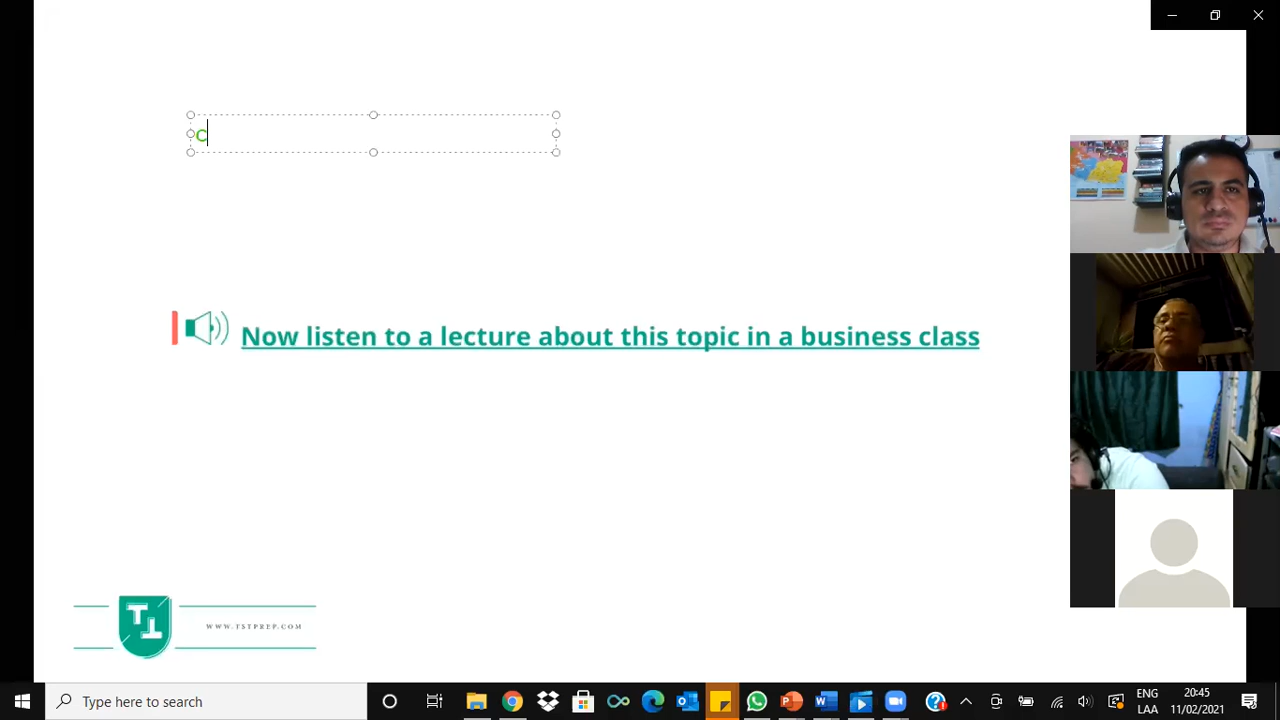 C
Now listen to a lecture about this topic in a business class
TT
WWW.TSTPREP.COM
Type here to search
ENG
LAA
20:45
11/02/2021